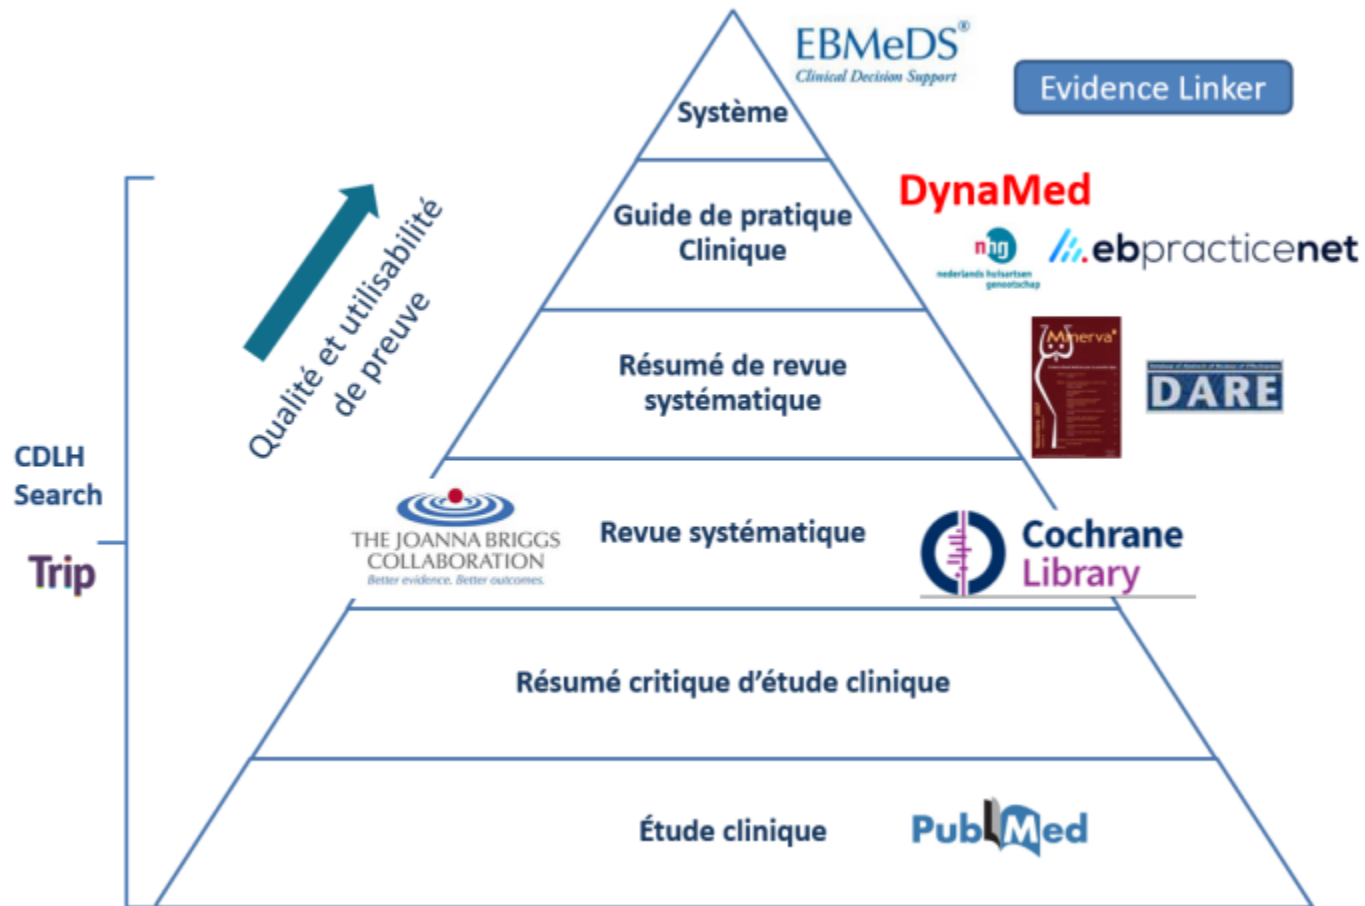 EBMeDS®
Clinical Decision Support
Evidence Linker
Système
DynaMed
Guide de pratique
Clinique
nhg
nederlands huisartsen
genootschap
ebpracticenet
Qualité et utilisabilité
de preuve
Minerva
Résumé de revue
systématique
DARE
CDLH
Search
Trip
THE JOANNA BRIGGS
COLLABORATION
Better evidence. Better outcomes.
Revue systématique
Cochrane
Library
Résumé critique d'étude clinique
Étude clinique
PubMed